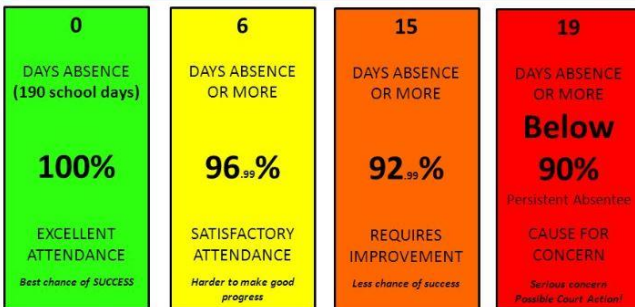 0
DAYS ABSENCE
(190 school days)
100%
EXCELLENT
ATTENDANCE
Best chance of SUCCESS
6
DAYS ABSENCE
OR MORE
96.99%
SATISFACTORY
ATTENDANCE
Harder to make good
progress
15
DAYS ABSENCE
OR MORE
92.99%
REQUIRES
IMPROVEMENT
Less chance of success
19
DAYS ABSENCE
OR MORE
Below
90%
Persistent Absentee
CAUSE FOR
CONCERN
Serious concern
Possible Court Action!